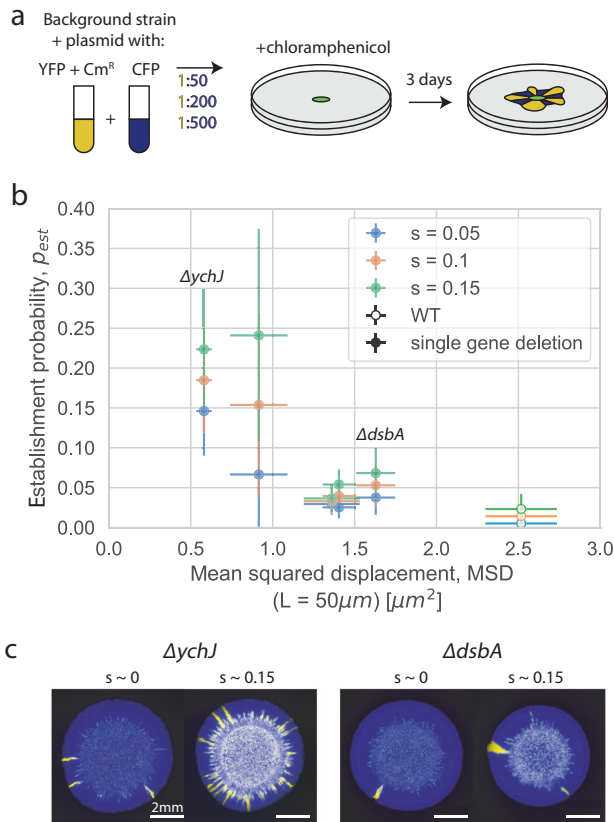 a
Background strain
+ plasmid with:
YFP + Cmᴿ CFP
+
1:50
1:200
1:500
+chloramphenicol
3 days
b
Establishment probability, pest
0.40
0.35
0.30
0.25
0.20
0.15
0.10
0.05
0.00
ΔychJ
ΔdsbA
s = 0.05
s = 0.1
s = 0.15
WT
single gene deletion
0.0 0.5 1.0 1.5 2.0 2.5 3.0
Mean squared displacement, MSD
(L = 50μm) [μm²]
c
ΔychJ ΔdsbA
s ~ 0 s ~ 0.15 s ~ 0 s ~ 0.15
2mm